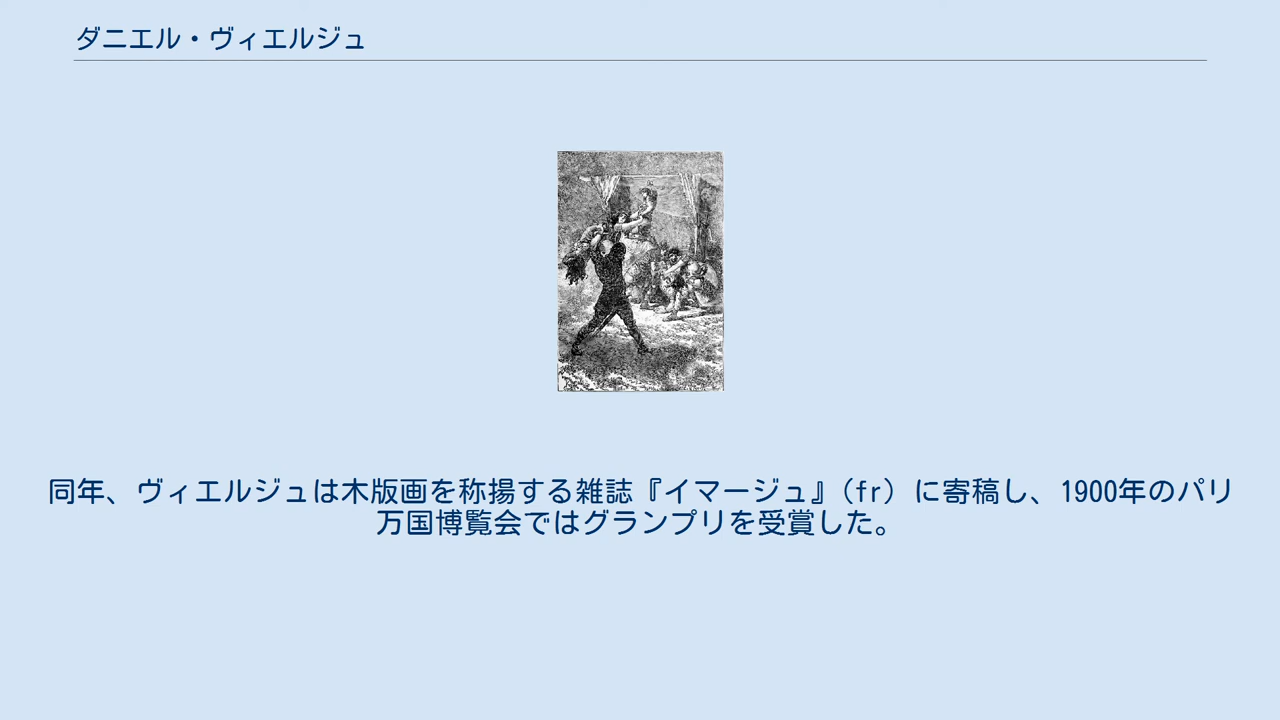 ダニエル・ヴィエルジュ
同年、ヴィエルジュは木版画を称揚する雑誌『イマージュ』（fr）に寄稿し、1900年のパリ
万国博覧会ではグランプリを受賞した。